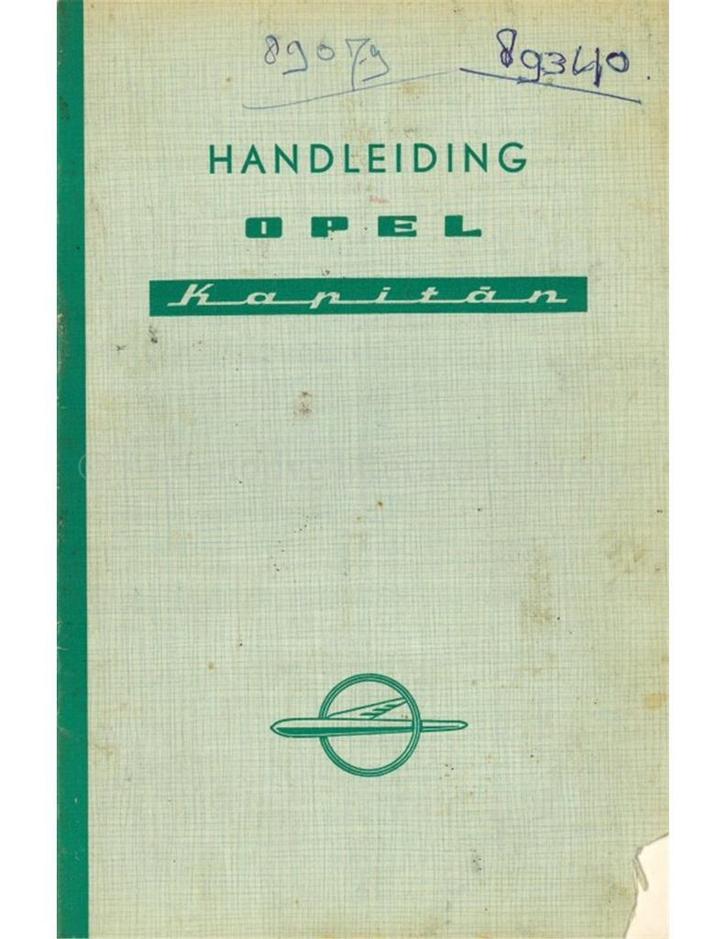 89079 89340
HANDLEIDING
OPEL
Kapitän